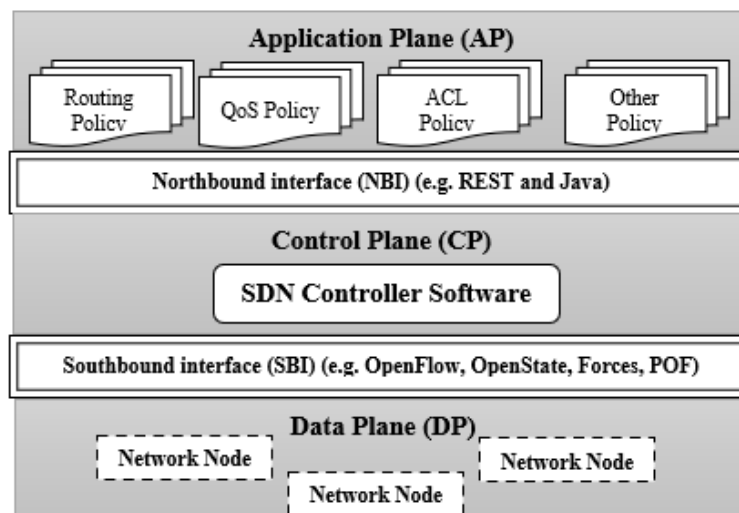 Application Plane (AP)
Routing
Policy
QoS Policy
ACL
Policy
Other
Policy
Northbound interface (NBI) (e.g. REST and Java)
Control Plane (CP)
SDN Controller Software
Southbound interface (SBI) (e.g. OpenFlow, OpenState, Forces, POF)
Data Plane (DP)
Network Node
Network Node
Network Node